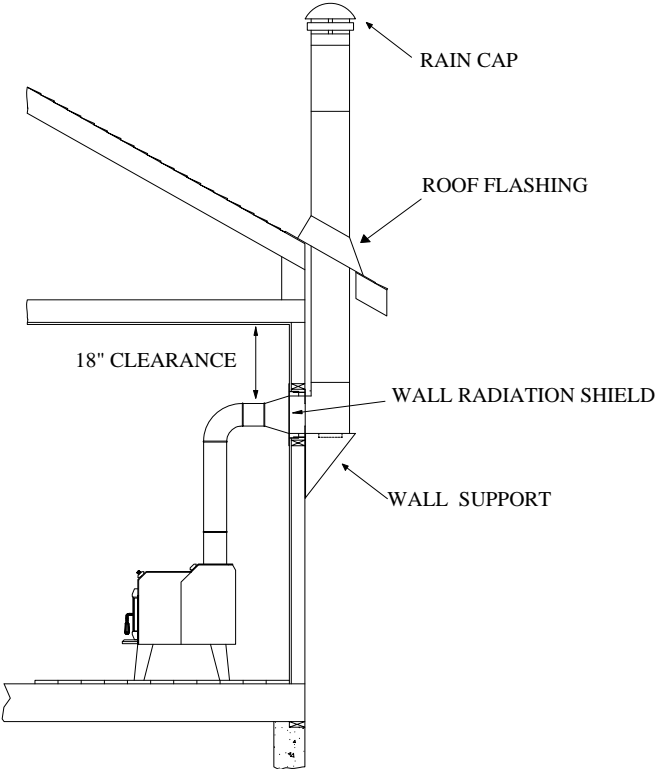 RAIN CAP
ROOF FLASHING
18" CLEARANCE
WALL RADIATION SHIELD
WALL SUPPORT